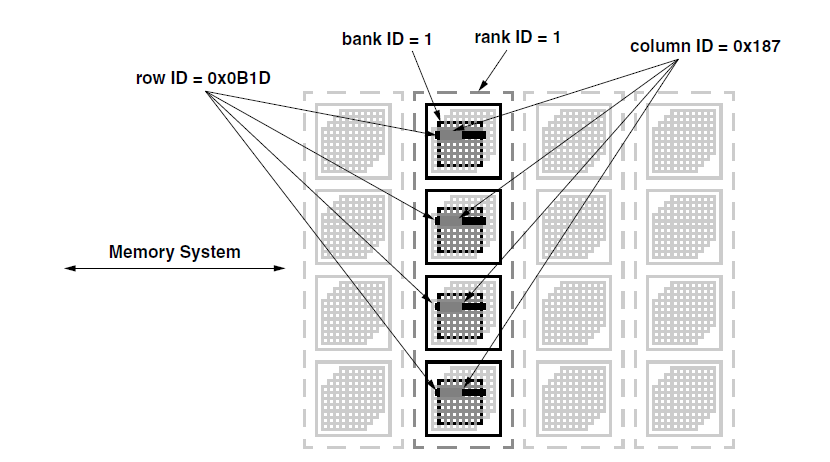 bank ID = 1
rank ID = 1
column ID = 0x187
row ID = 0x0B1D
Memory System